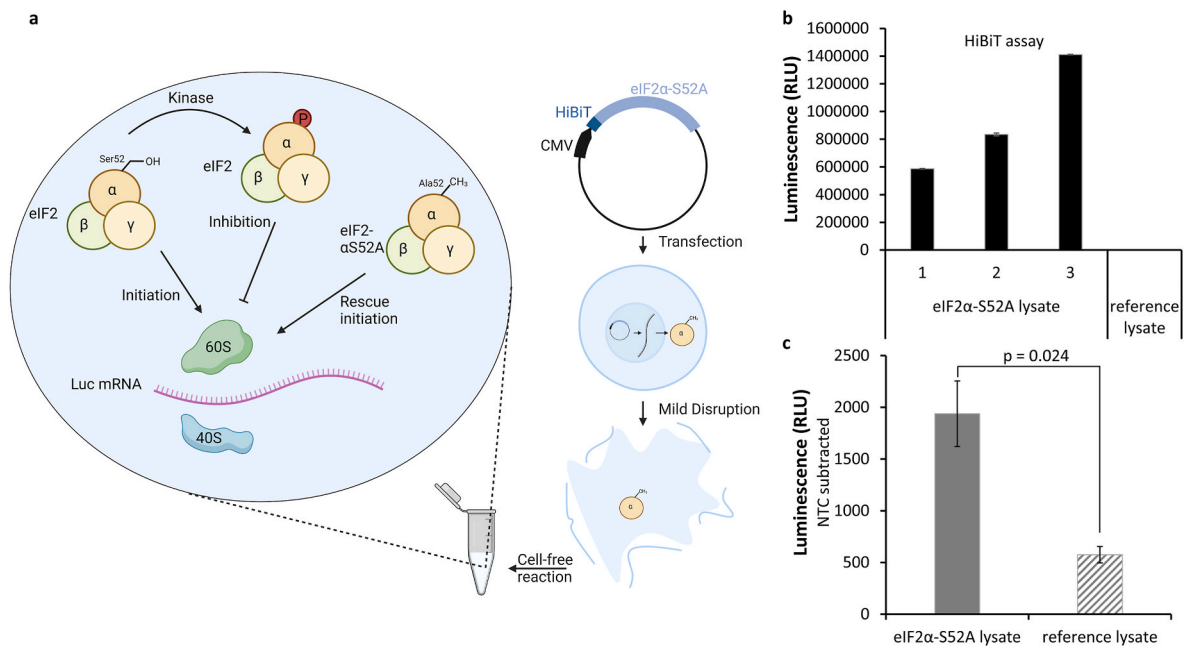 a
Kinase
P
Ser52
OH
α
β
γ
eIF2
α
β
γ
eIF2
Inhibition
Ala52
CH₃
α
β
γ
eIF2-
αS52A
Initiation
Rescue
initiation
60S
Luc mRNA
40S
eIF2α-S52A
HiBiT
CMV
Transfection
CH₃
α
Mild Disruption
CH₃
α
Cell-free
reaction
b
HiBiT assay
Luminescence (RLU)
1600000
1400000
1200000
1000000
800000
600000
400000
200000
0
1 2 3
eIF2α-S52A lysate
reference
lysate
c
p = 0.024
Luminescence (RLU)
NTC subtracted
2500
2000
1500
1000
500
0
eIF2α-S52A lysate reference lysate